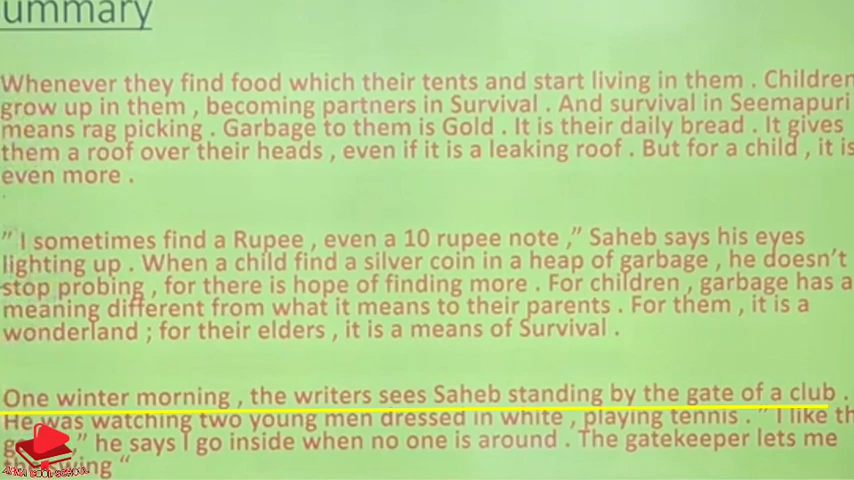 ummary
Whenever they find food which their tents and start living in them . Children
grow up in them , becoming partners in Survival . And survival in Seemapuri
means rag picking . Garbage to them is Gold . It is their daily bread . It gives
them a roof over their heads , even if it is a leaking roof . But for a child , it is
even more .
" I sometimes find a Rupee , even a 10 rupee note ," Saheb says his eyes
lighting up . When a child find a silver coin in a heap of garbage , he doesn't
stop probing , for there is hope of finding more . For children , garbage has a
meaning different from what it means to their parents . For them , it is a
wonderland ; for their elders , it is a means of Survival .
One winter morning , the writers sees Saheb standing by the gate of a club .
He was watching two young men dressed in white , playing tennis . " I like th
" he says I go inside when no one is around . The gatekeeper lets me
wing "